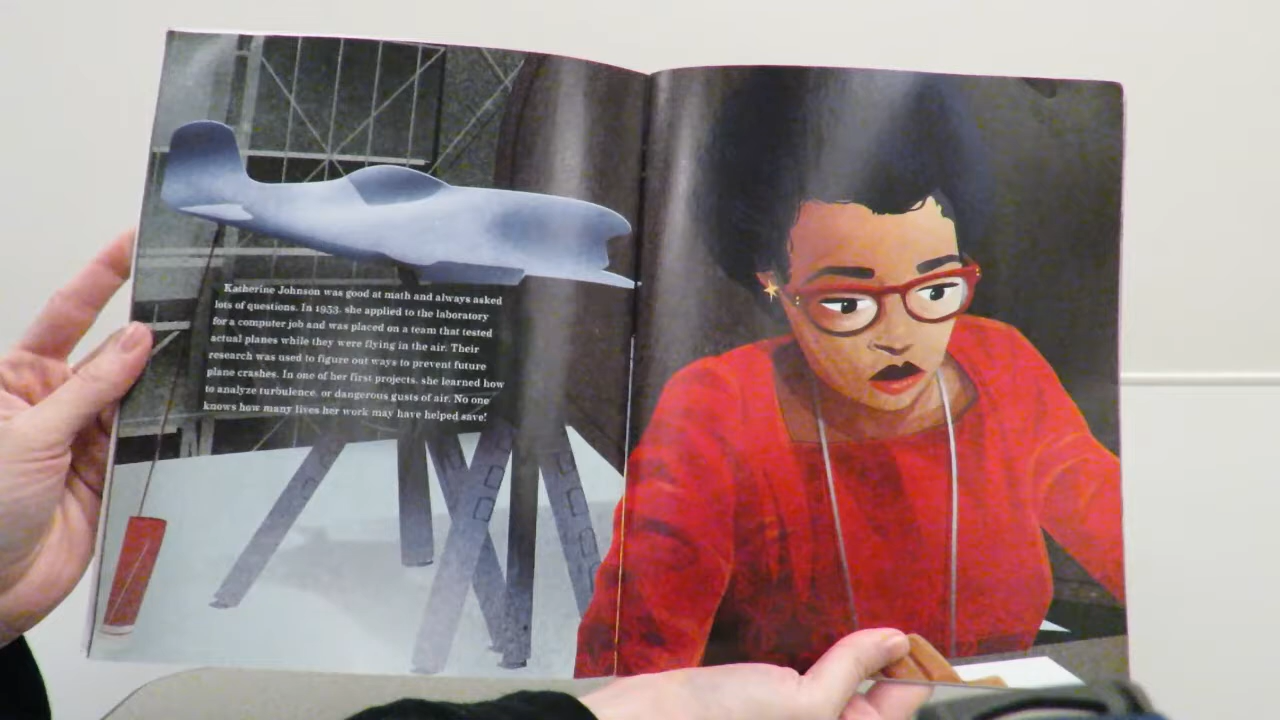 Katherine Johnson was good at math and always asked
lots of questions. In 1953, she applied to the laboratory
for a computer job and was placed on a team that tested
actual planes while they were flying in the air. Their
research was used to figure out ways to prevent future
plane crashes. In one of her first projects, she learned how
to analyze turbulence, or dangerous gusts of air. No one
knows how many lives her work may have helped save!